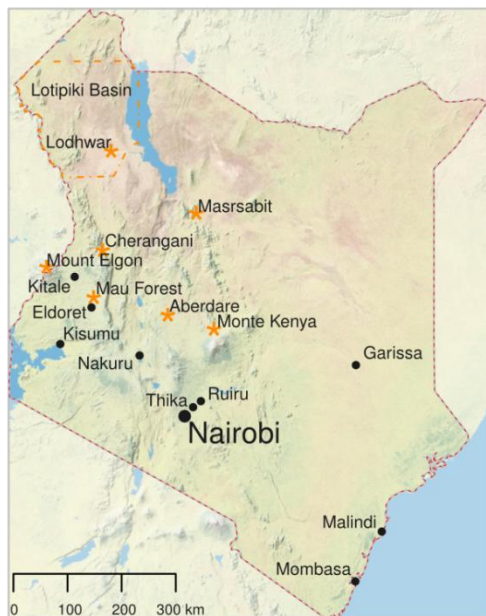 Lotipiki Basin
Lodhwar
Masrsabit
Cherangani
Mount Elgon
Kitale
Mau Forest
Eldoret
Aberdare
Monte Kenya
Kisumu
Nakuru
Garissa
Thika
Ruiru
Nairobi
Malindi
Mombasa
0 100 200 300 km